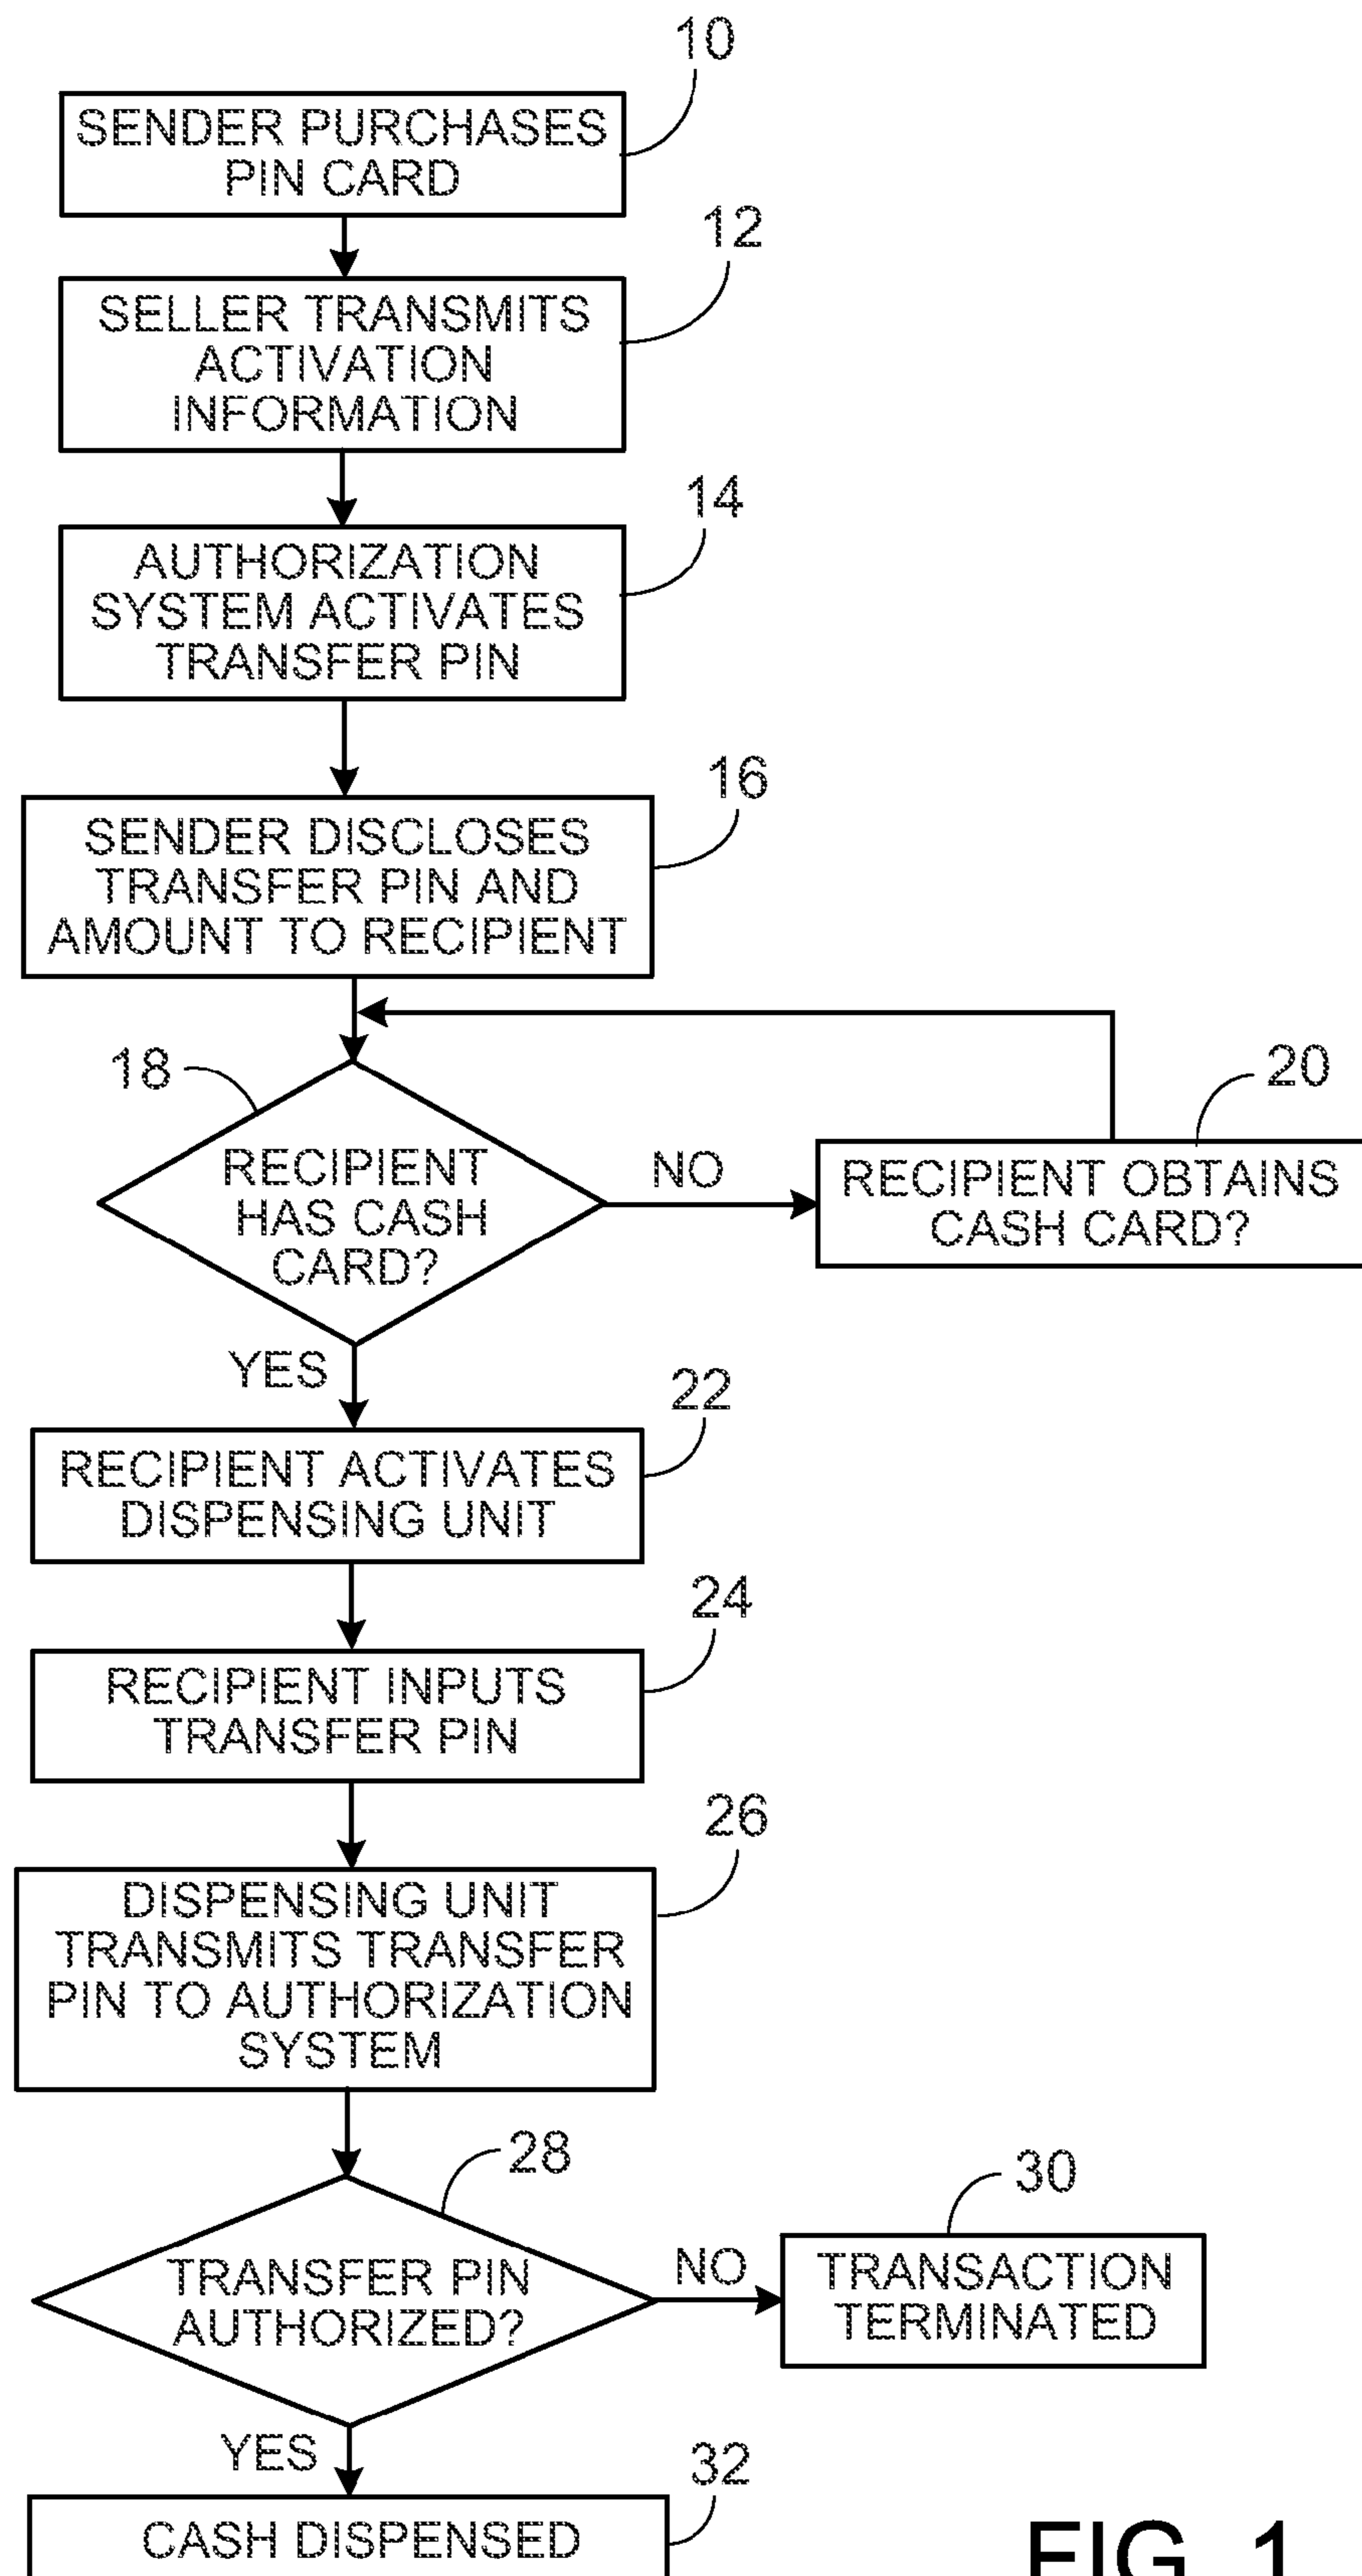 10
SENDER PURCHASES
PIN CARD
12
SELLER TRANSMITS
ACTIVATION
INFORMATION
14
AUTHORIZATION
SYSTEM ACTIVATES
TRANSFER PIN
16
SENDER DISCLOSES
TRANSFER PIN AND
AMOUNT TO RECIPIENT
18
RECIPIENT
HAS CASH
CARD?
NO
20
RECIPIENT OBTAINS
CASH CARD?
YES
22
RECIPIENT ACTIVATES
DISPENSING UNIT
24
RECIPIENT INPUTS
TRANSFER PIN
26
DISPENSING UNIT
TRANSMITS TRANSFER
PIN TO AUTHORIZATION
SYSTEM
28
TRANSFER PIN
AUTHORIZED?
NO
30
TRANSACTION
TERMINATED
YES
32
CASH DISPENSED
FIG. 1